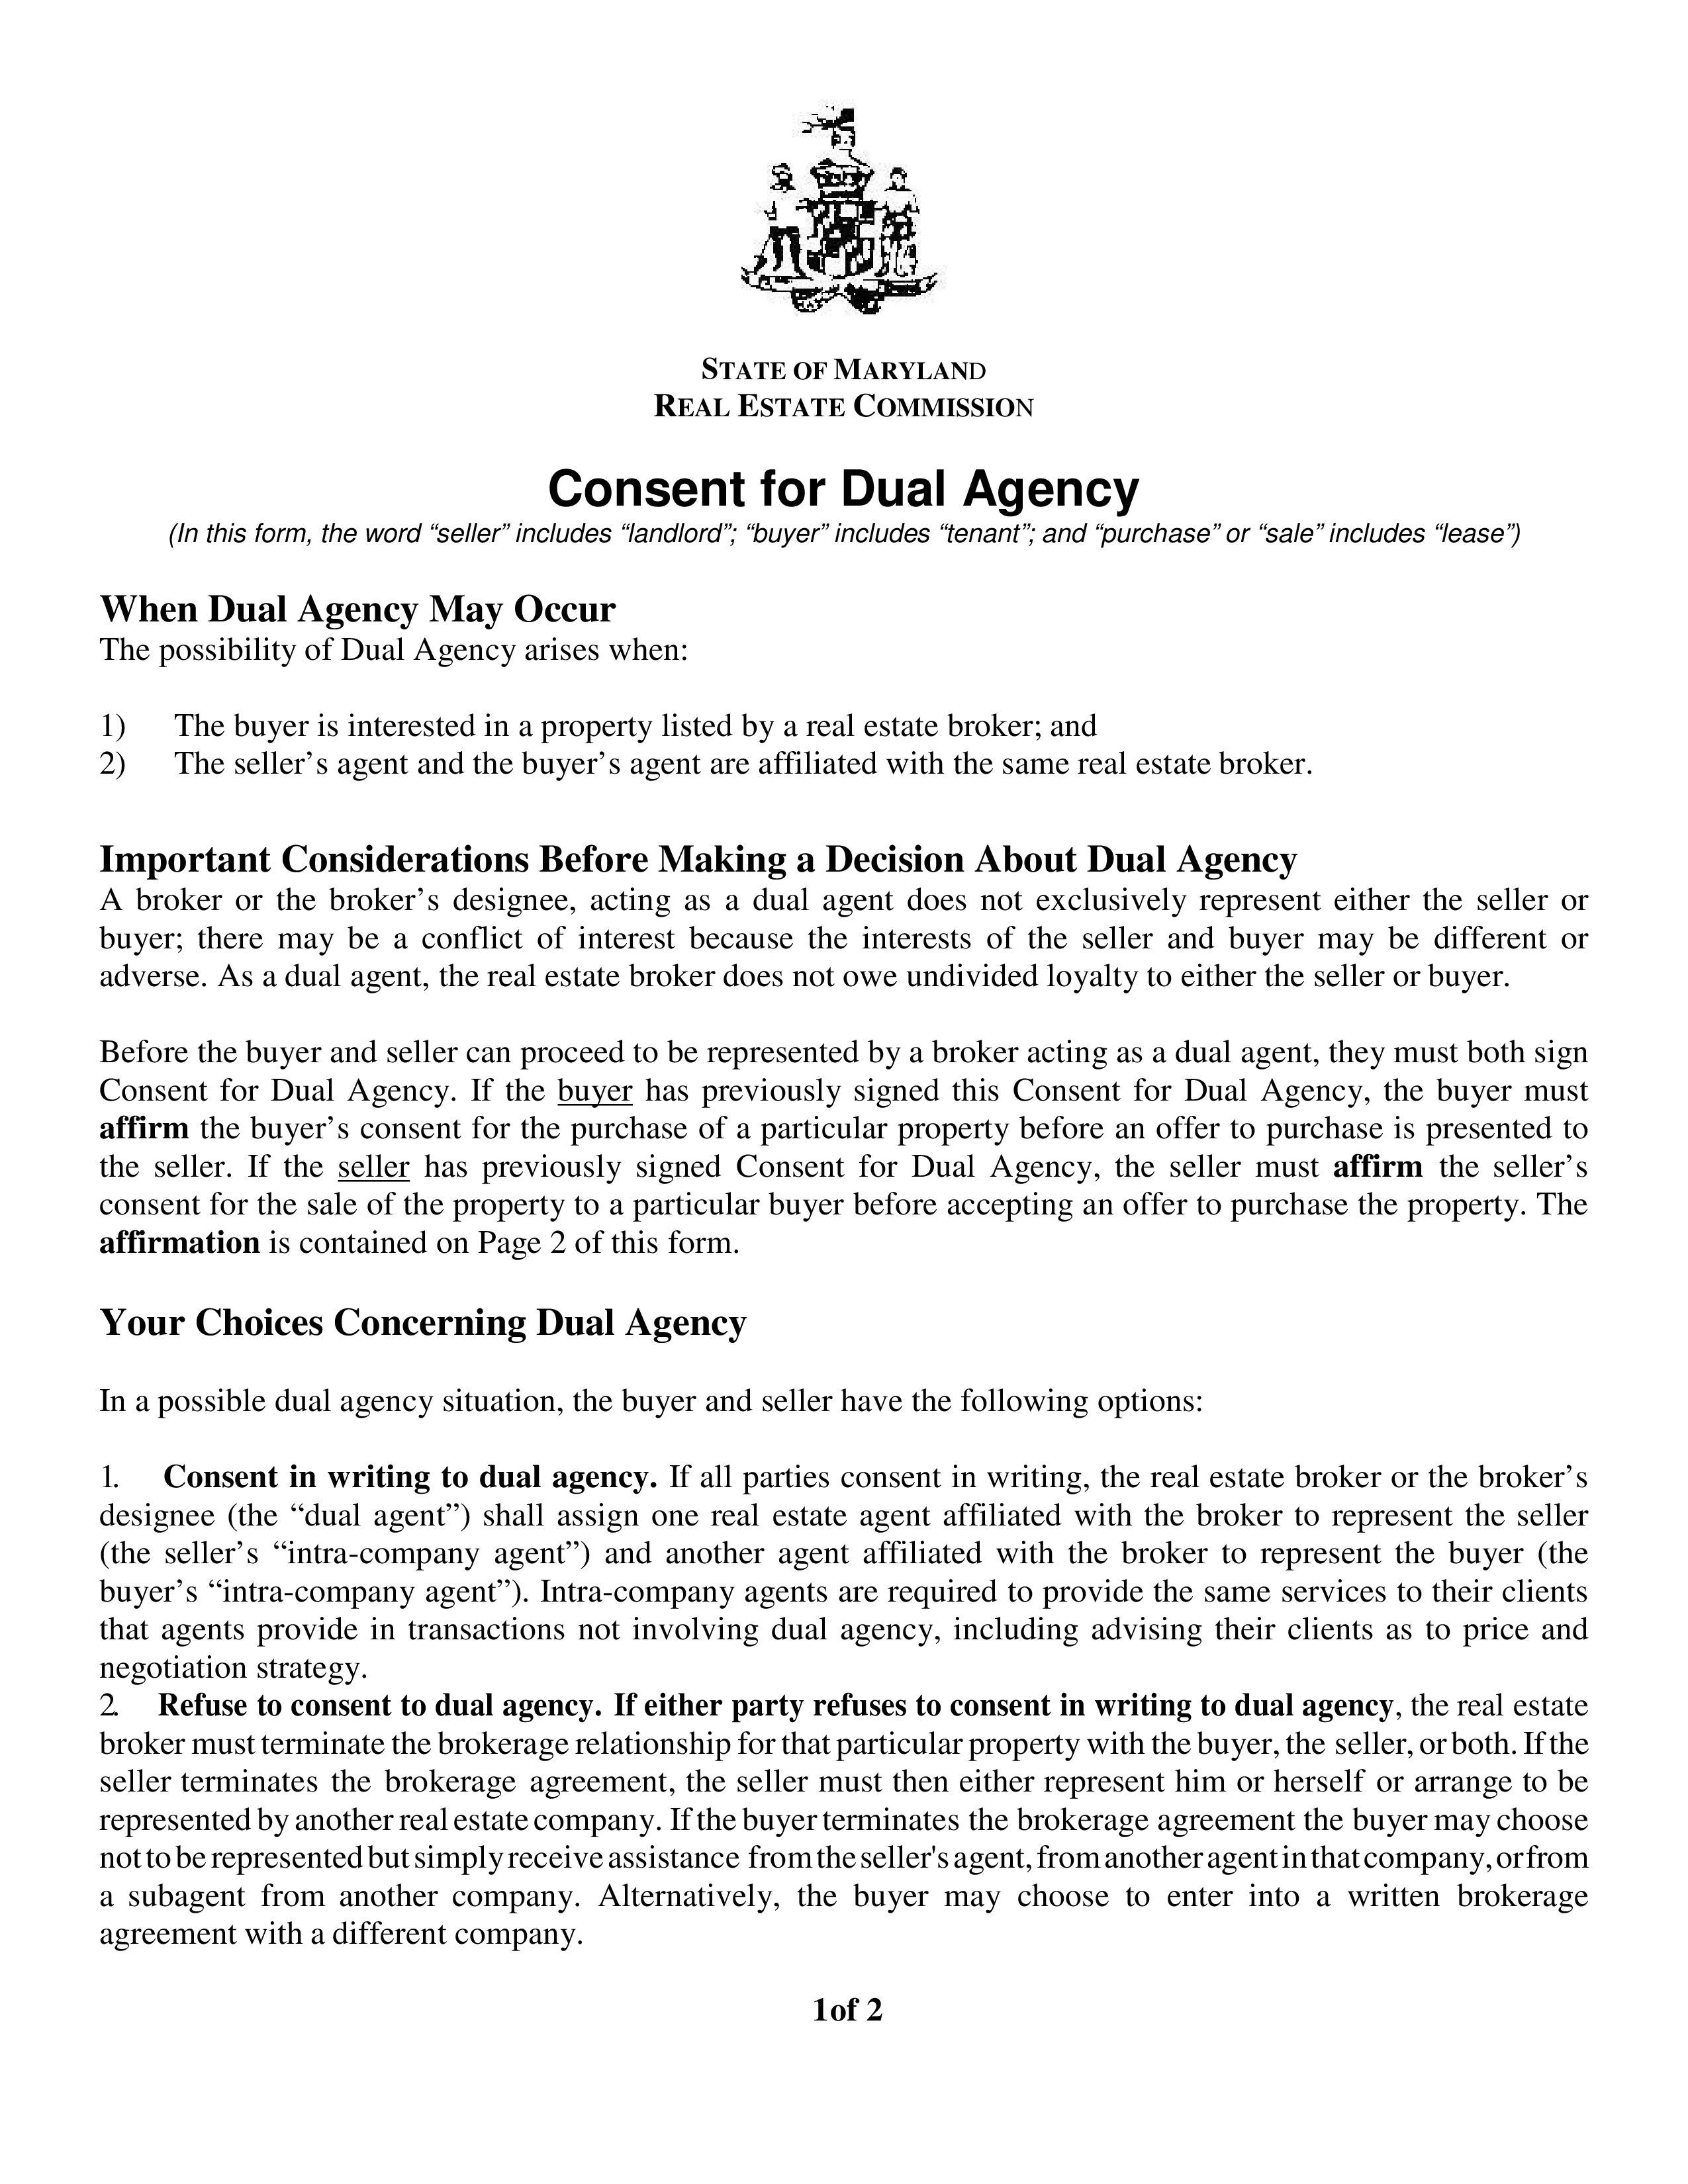 STATE OF MARYLAND
REAL ESTATE COMMISSION
Consent for Dual Agency
(In this form, the word “seller” includes “landlord”; “buyer” includes “tenant”; and “purchase” or “sale” includes “lease”)
When Dual Agency May Occur
The possibility of Dual Agency arises when:
1) The buyer is interested in a property listed by a real estate broker; and
2) The seller’s agent and the buyer’s agent are affiliated with the same real estate broker.
Important Considerations Before Making a Decision About Dual Agency
A broker or the broker’s designee, acting as a dual agent does not exclusively represent either the seller or
buyer; there may be a conflict of interest because the interests of the seller and buyer may be different or
adverse. As a dual agent, the real estate broker does not owe undivided loyalty to either the seller or buyer.
Before the buyer and seller can proceed to be represented by a broker acting as a dual agent, they must both sign
Consent for Dual Agency. If the buyer has previously signed this Consent for Dual Agency, the buyer must
affirm the buyer’s consent for the purchase of a particular property before an offer to purchase is presented to
the seller. If the seller has previously signed Consent for Dual Agency, the seller must affirm the seller’s
consent for the sale of the property to a particular buyer before accepting an offer to purchase the property. The
affirmation is contained on Page 2 of this form.
Your Choices Concerning Dual Agency
In a possible dual agency situation, the buyer and seller have the following options:
1. Consent in writing to dual agency. If all parties consent in writing, the real estate broker or the broker’s
designee (the “dual agent”) shall assign one real estate agent affiliated with the broker to represent the seller
(the seller’s “intra-company agent”) and another agent affiliated with the broker to represent the buyer (the
buyer’s “intra-company agent”). Intra-company agents are required to provide the same services to their clients
that agents provide in transactions not involving dual agency, including advising their clients as to price and
negotiation strategy.
2. Refuse to consent to dual agency. If either party refuses to consent in writing to dual agency, the real estate
broker must terminate the brokerage relationship for that particular property with the buyer, the seller, or both. If the
seller terminates the brokerage agreement, the seller must then either represent him or herself or arrange to be
represented by another real estate company. If the buyer terminates the brokerage agreement the buyer may choose
not to be represented but simply receive assistance from the seller's agent, from another agent in that company, or from
a subagent from another company. Alternatively, the buyer may choose to enter into a written brokerage
agreement with a different company.
1of 2